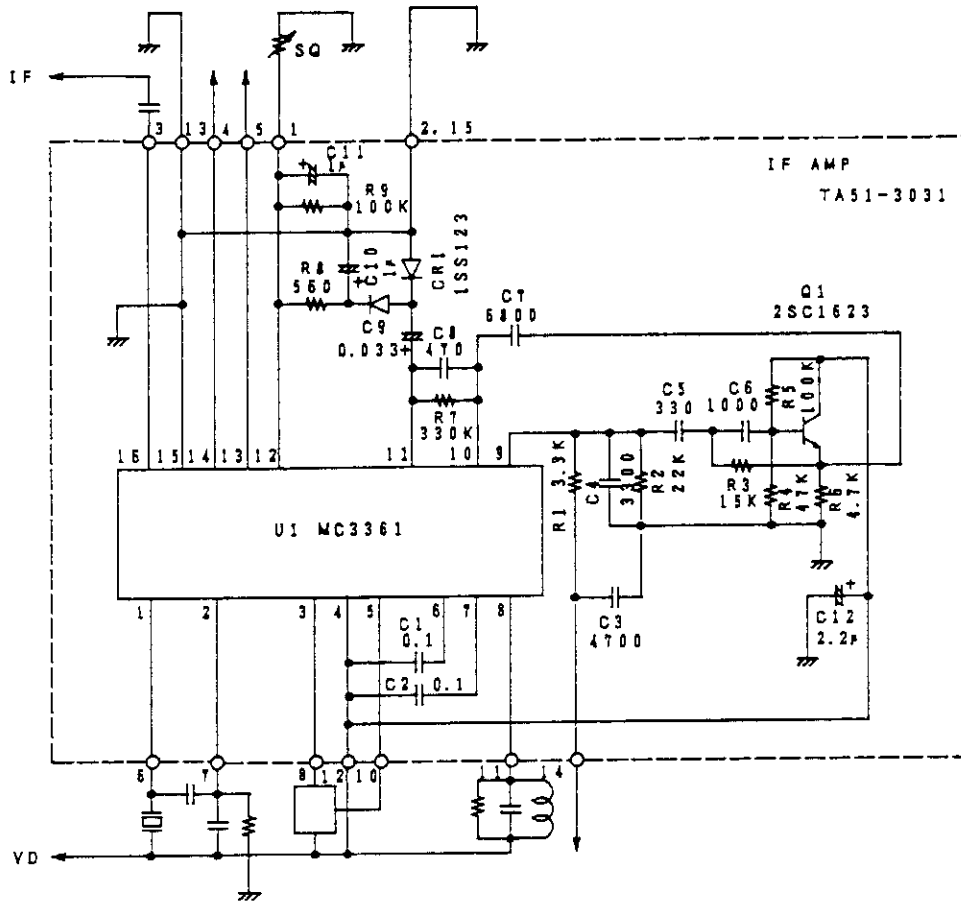 SQ
IF
3 1 13 4 5 1 2.15
IF AMP
TA51-3031
C11
1μ
R9
100K
C10
1μ
CR1
1SS123
R8
560
C9
0.033
C8
470
C7
6800
Q1
2SC1623
R7
330K
C5
330
C6
1000
R5
100K
16 15 14 13 12 11 10 9
R1
3.9K
C4
3300
R2
22K
R3
15K
R4
47K
R6
4.7K
U1 MC3361
1 2 3 4 5 6 7 8
C1
0.1
C2 0.1
C3
4700
C12
2.2μ
6 7 8 12 10 11 14
VD